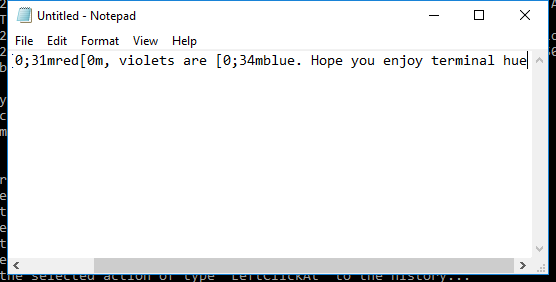 Untitled - Notepad
File Edit Format View Help
0;31mred[0m, violets are [0;34mblue. Hope you enjoy terminal hue
the selected action of type "LeftClickAt" to the history...